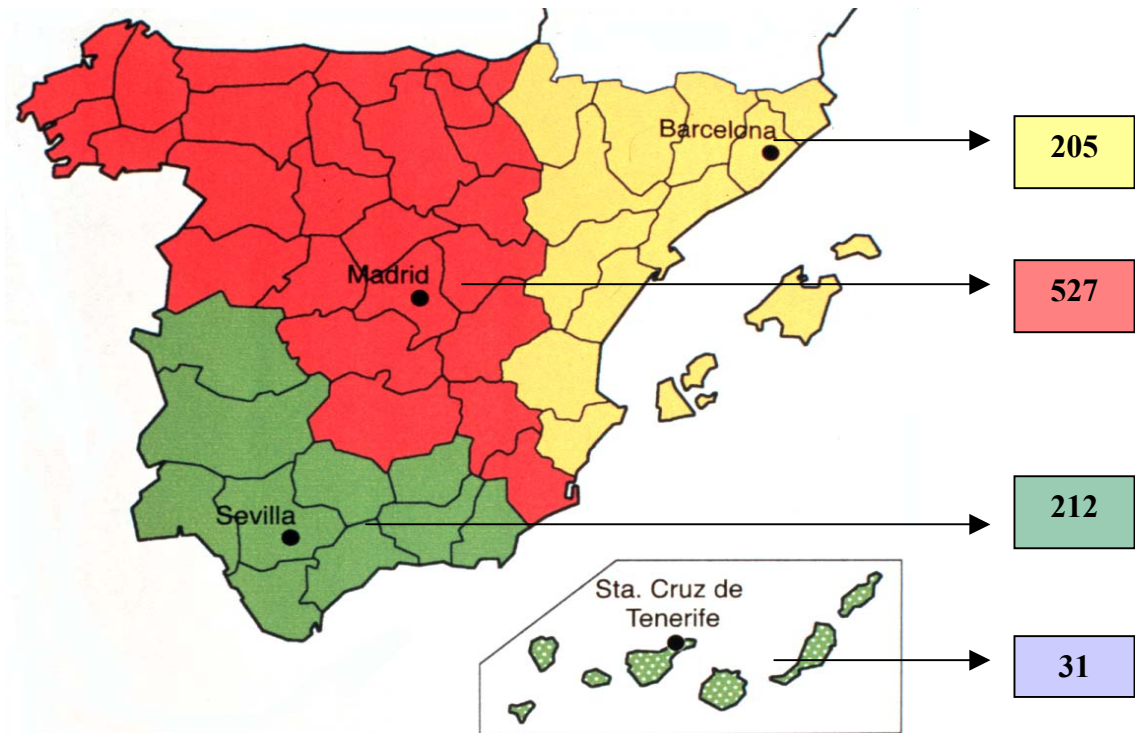 Barcelona
205
Madrid
527
212
Sevilla
Sta. Cruz de
Tenerife
31